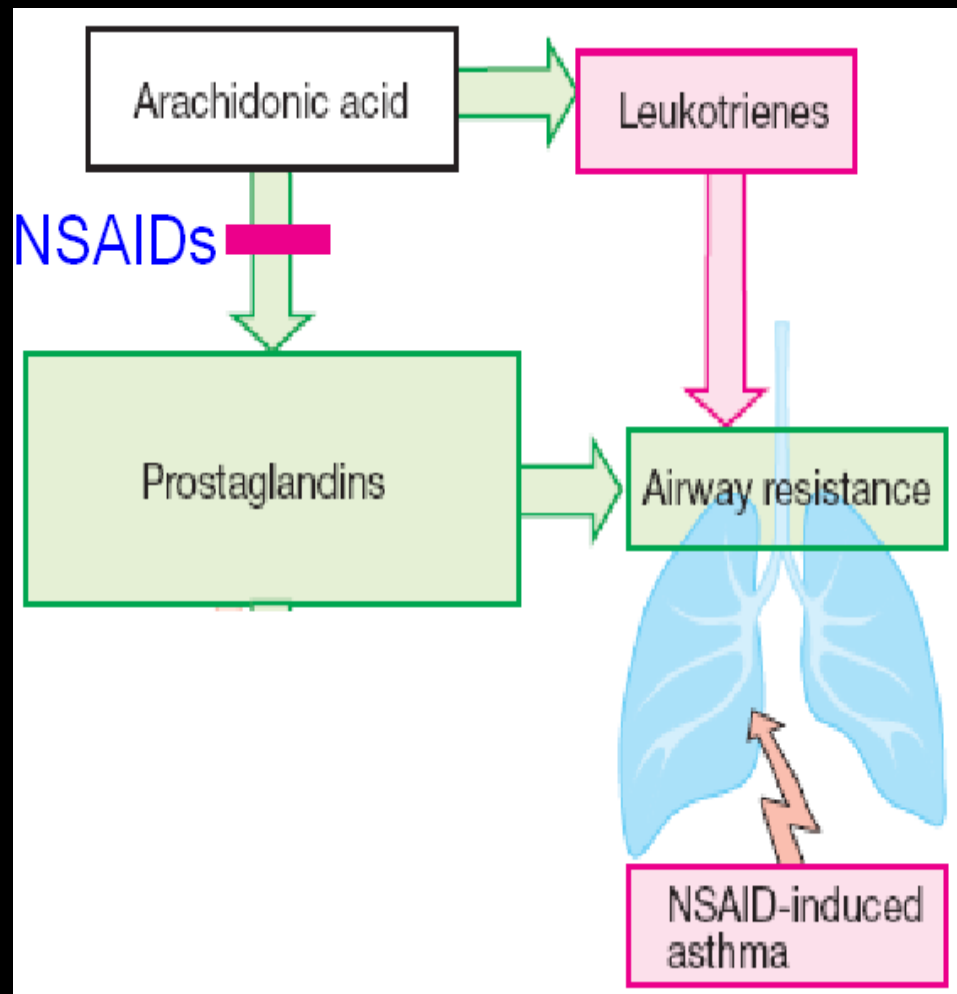 Arachidonic acid
Leukotrienes
NSAIDs
Prostaglandins
Airway resistance
NSAID-induced
asthma